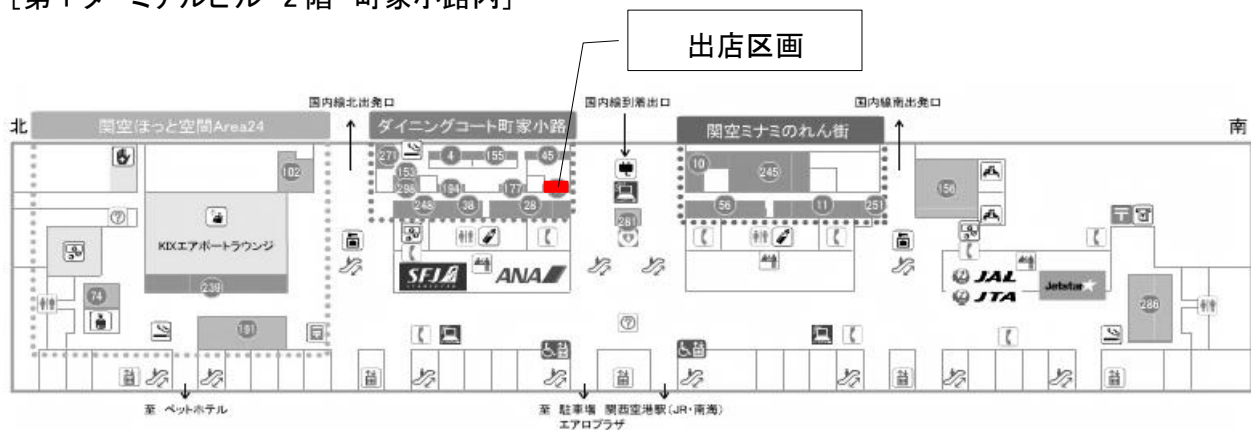 [第1ターミナルビル 2階 町家小路内]
出店区画
国内線北出発口
国内線到着出口
国内線南出発口
北
関空ほっと空間Area24
ダイニングコート町家小路
関空ミナミのれん街
南
271
4
155
45
102
153
298
194
177
10
245
156
248
38
28
281
56
11
251
KIXエアポートラウンジ
SFJ
STARFLYER
ANA
JAL
JTA
Jetstar
239
74
191
286
至 ペットホテル
至 駐車場 関西空港駅(JR・南海)
エアロプラザ